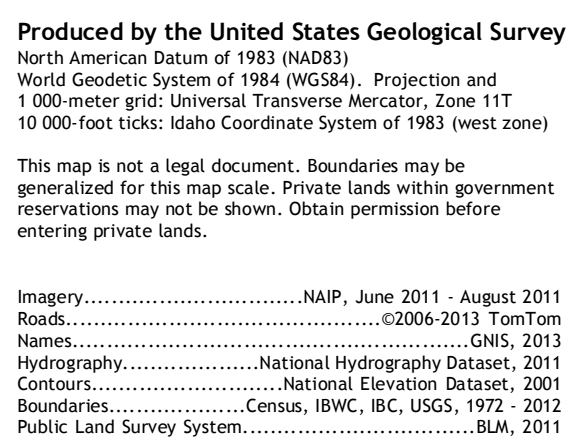 Produced by the United States Geological Survey
North American Datum of 1983 (NAD83)
World Geodetic System of 1984 (WGS84).  Projection and
1 000-meter grid: Universal Transverse Mercator, Zone 11T
10 000-foot ticks: Idaho Coordinate System of 1983 (west zone)
This map is not a legal document. Boundaries may be
generalized for this map scale. Private lands within government
reservations may not be shown. Obtain permission before
entering private lands.
Imagery................................NAIP, June 2011 - August 2011
Roads..............................................©2006-2013 TomTom
Names..........................................................GNIS, 2013
Hydrography....................National Hydrography Dataset, 2011
Contours............................National Elevation Dataset, 2001
Boundaries....................Census, IBWC, IBC, USGS, 1972 - 2012
Public Land Survey System..................................BLM, 2011